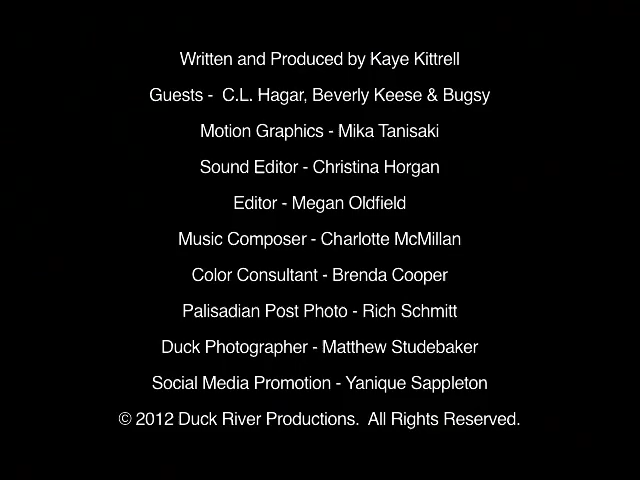 Written and Produced by Kaye Kittrell
Guests -  C.L. Hagar, Beverly Keese & Bugsy
Motion Graphics - Mika Tanisaki
Sound Editor - Christina Horgan
Editor - Megan Oldfield
Music Composer - Charlotte McMillan
Color Consultant - Brenda Cooper
Palisadian Post Photo - Rich Schmitt
Duck Photographer - Matthew Studebaker
Social Media Promotion - Yanique Sappleton
© 2012 Duck River Productions.  All Rights Reserved.